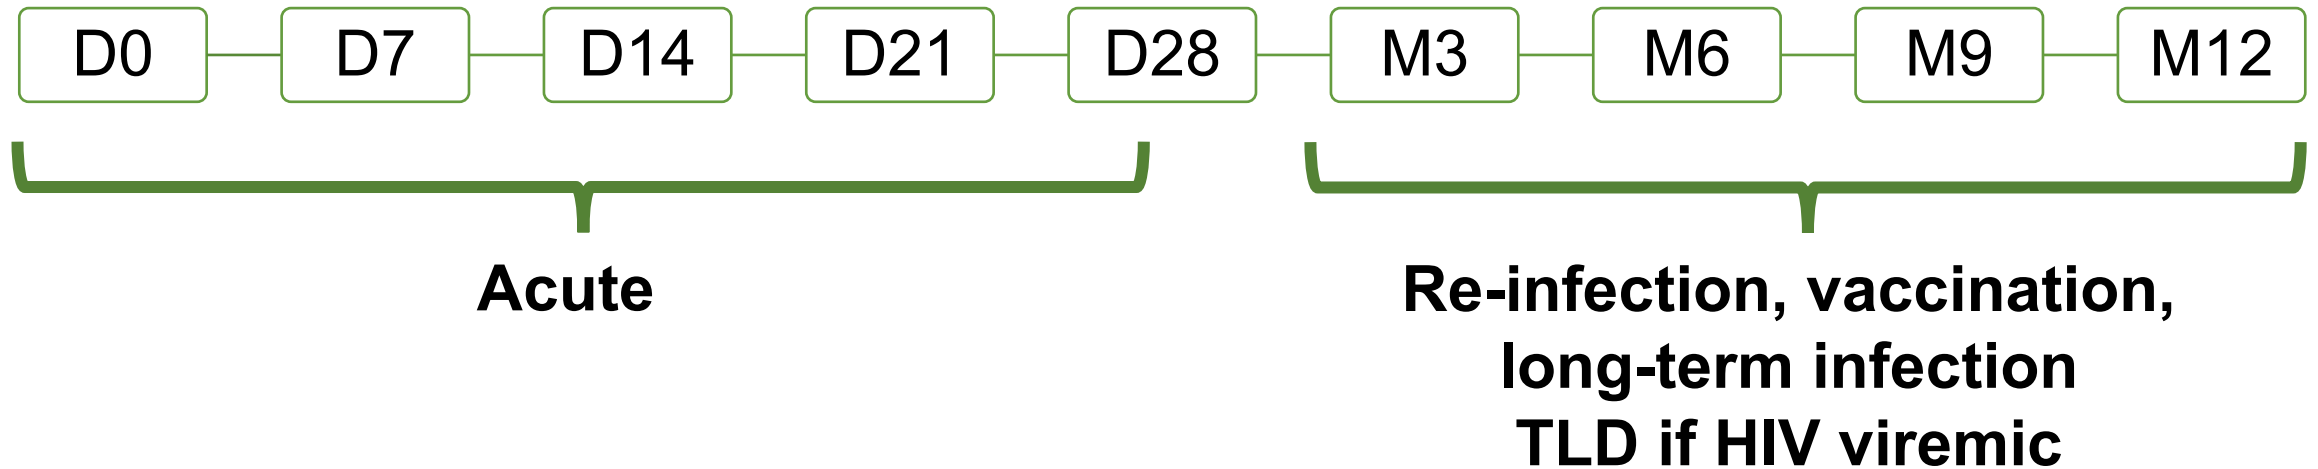 D0 D7 D14 D21 D28 M3 M6 M9 M12
Acute
Re-infection, vaccination,
long-term infection
TLD if HIV viremic